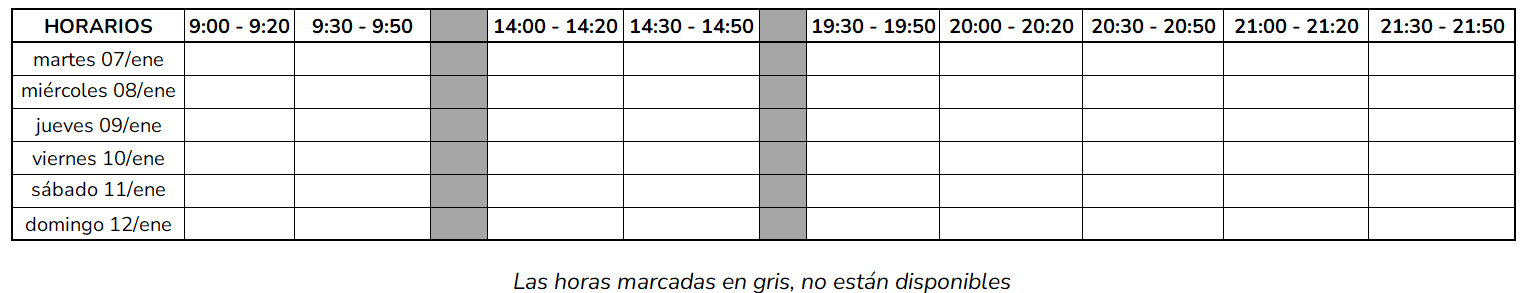 HORARIOS 9:00 - 9:20 9:30 - 9:50 14:00 - 14:20 14:30 - 14:50 19:30 - 19:50 20:00 - 20:20 20:30 - 20:50 21:00 - 21:20 21:30 - 21:50
martes 07/ene
miércoles 08/ene
jueves 09/ene
viernes 10/ene
sábado 11/ene
domingo 12/ene
Las horas marcadas en gris, no están disponibles